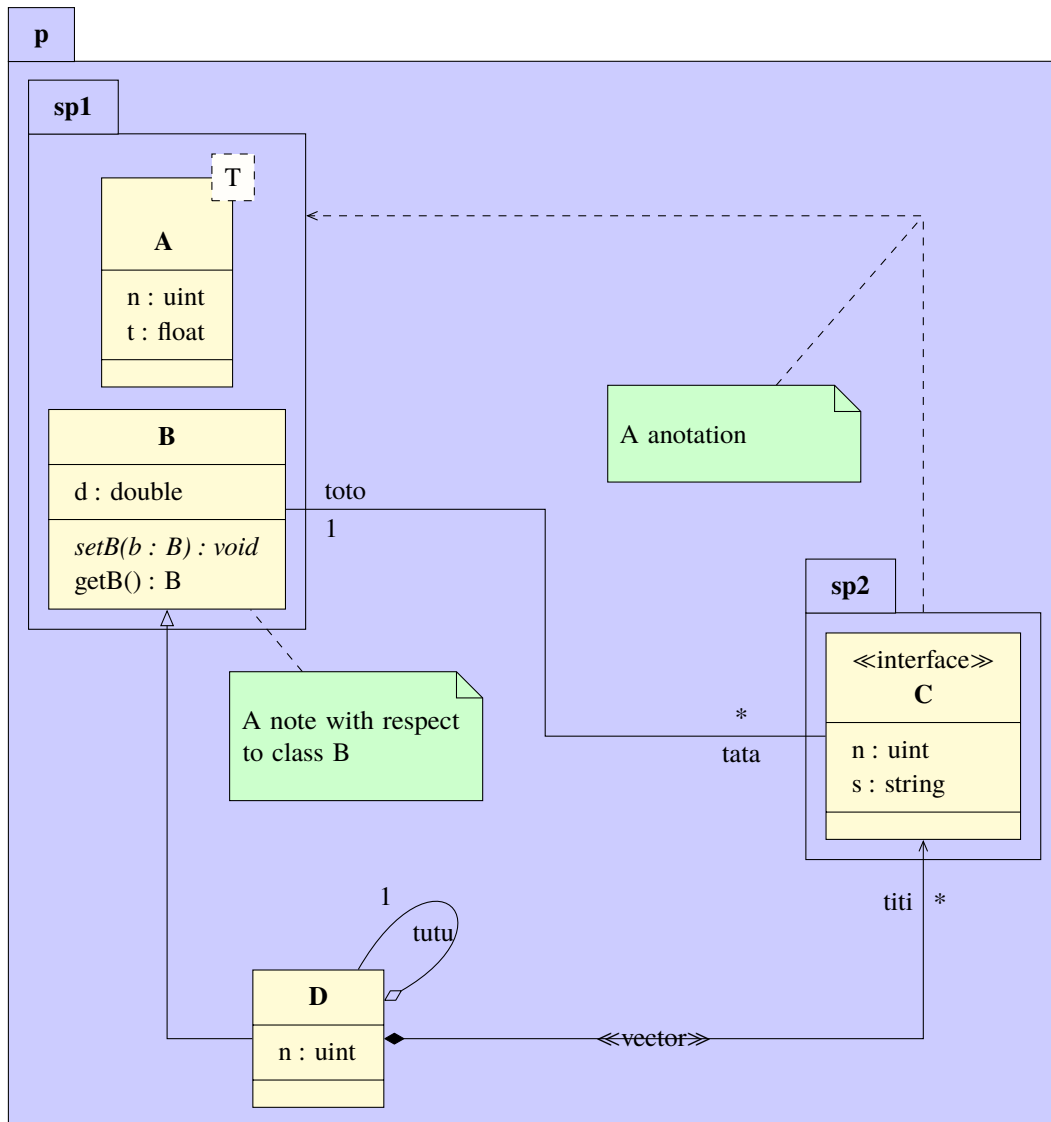 p
sp1
T
A
n : uint
t : float
B
d : double
setB(b : B) : void
getB() : B
toto
1
A anotation
sp2
≪interface≫
C
n : uint
s : string
*
tata
A note with respect
to class B
titi
*
1
tutu
D
n : uint
≪vector≫